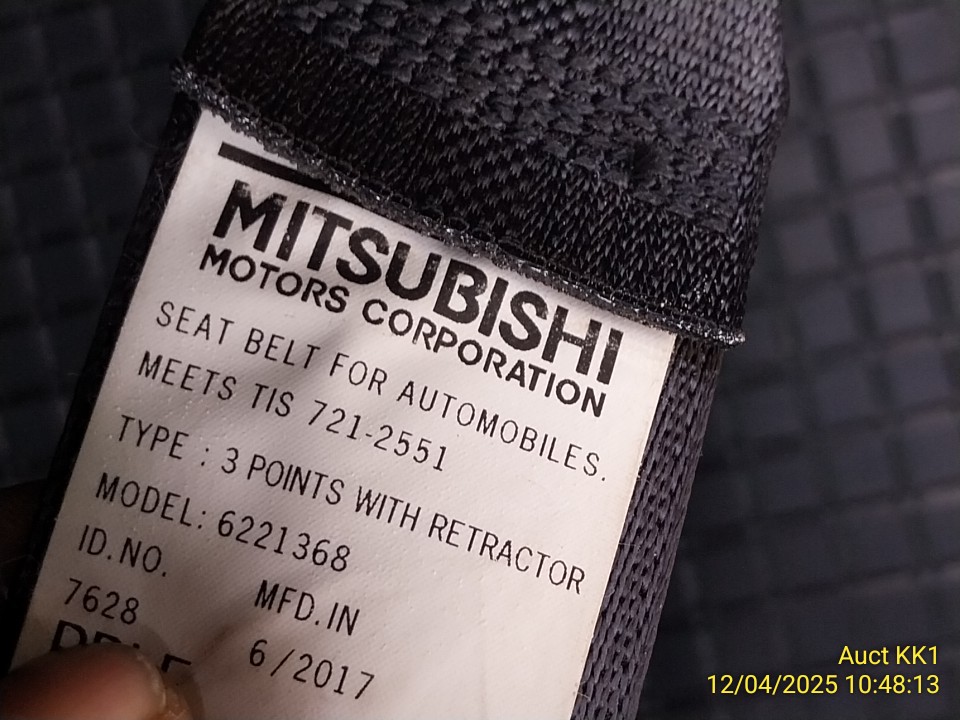 MITSUBISHI
MOTORS CORPORATION
SEAT BELT FOR AUTOMOBILES.
MEETS TIS 721-2551
TYPE : 3 POINTS WITH RETRACTOR
MODEL: 6221368
ID.NO.
7628
MFD.IN
6/2017
Auct KK1
12/04/2025 10:48:13